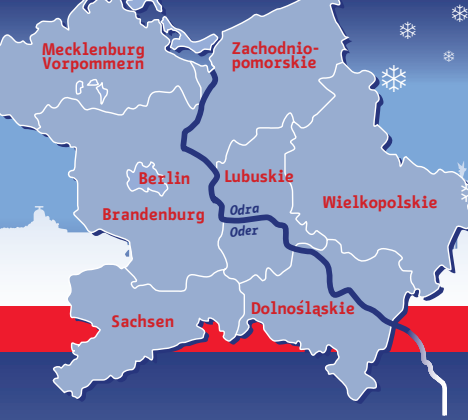 Mecklenburg
Vorpommern
Zachodnio-
pomorskie
Berlin
Lubuskie
Brandenburg
Wielkopolskie
Odra
Oder
Sachsen
Dolnośląskie